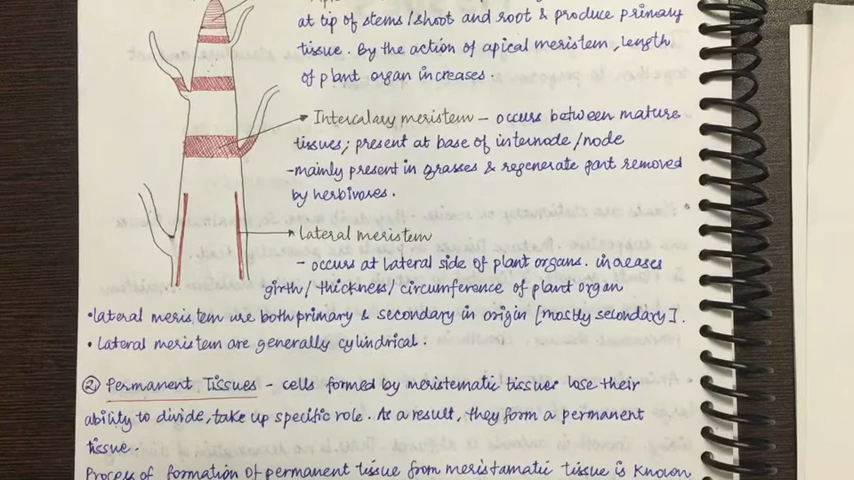 at tip of stems/shoot and root & produce primary
tissue. By the action of apical meristem, length
of plant organ increases.
Intercalary meristem – occurs between mature
tissues; present at base of internode/node
-mainly present in grasses & regenerate part removed
by herbivores.
lateral meristem
- occurs at lateral side of plant organs. increases
girth/thickness/circumference of plant organ
•lateral meristem are both primary & secondary in origin [mostly secondary].
• Lateral meristem are generally cylindrical.
② Permanent Tissues – cells formed by meristematic tissues lose their
ability to divide, take up specific role. As a result, they form a permanent
tissue.
Process of formation of permanent tissue from meristamatic tissue is known